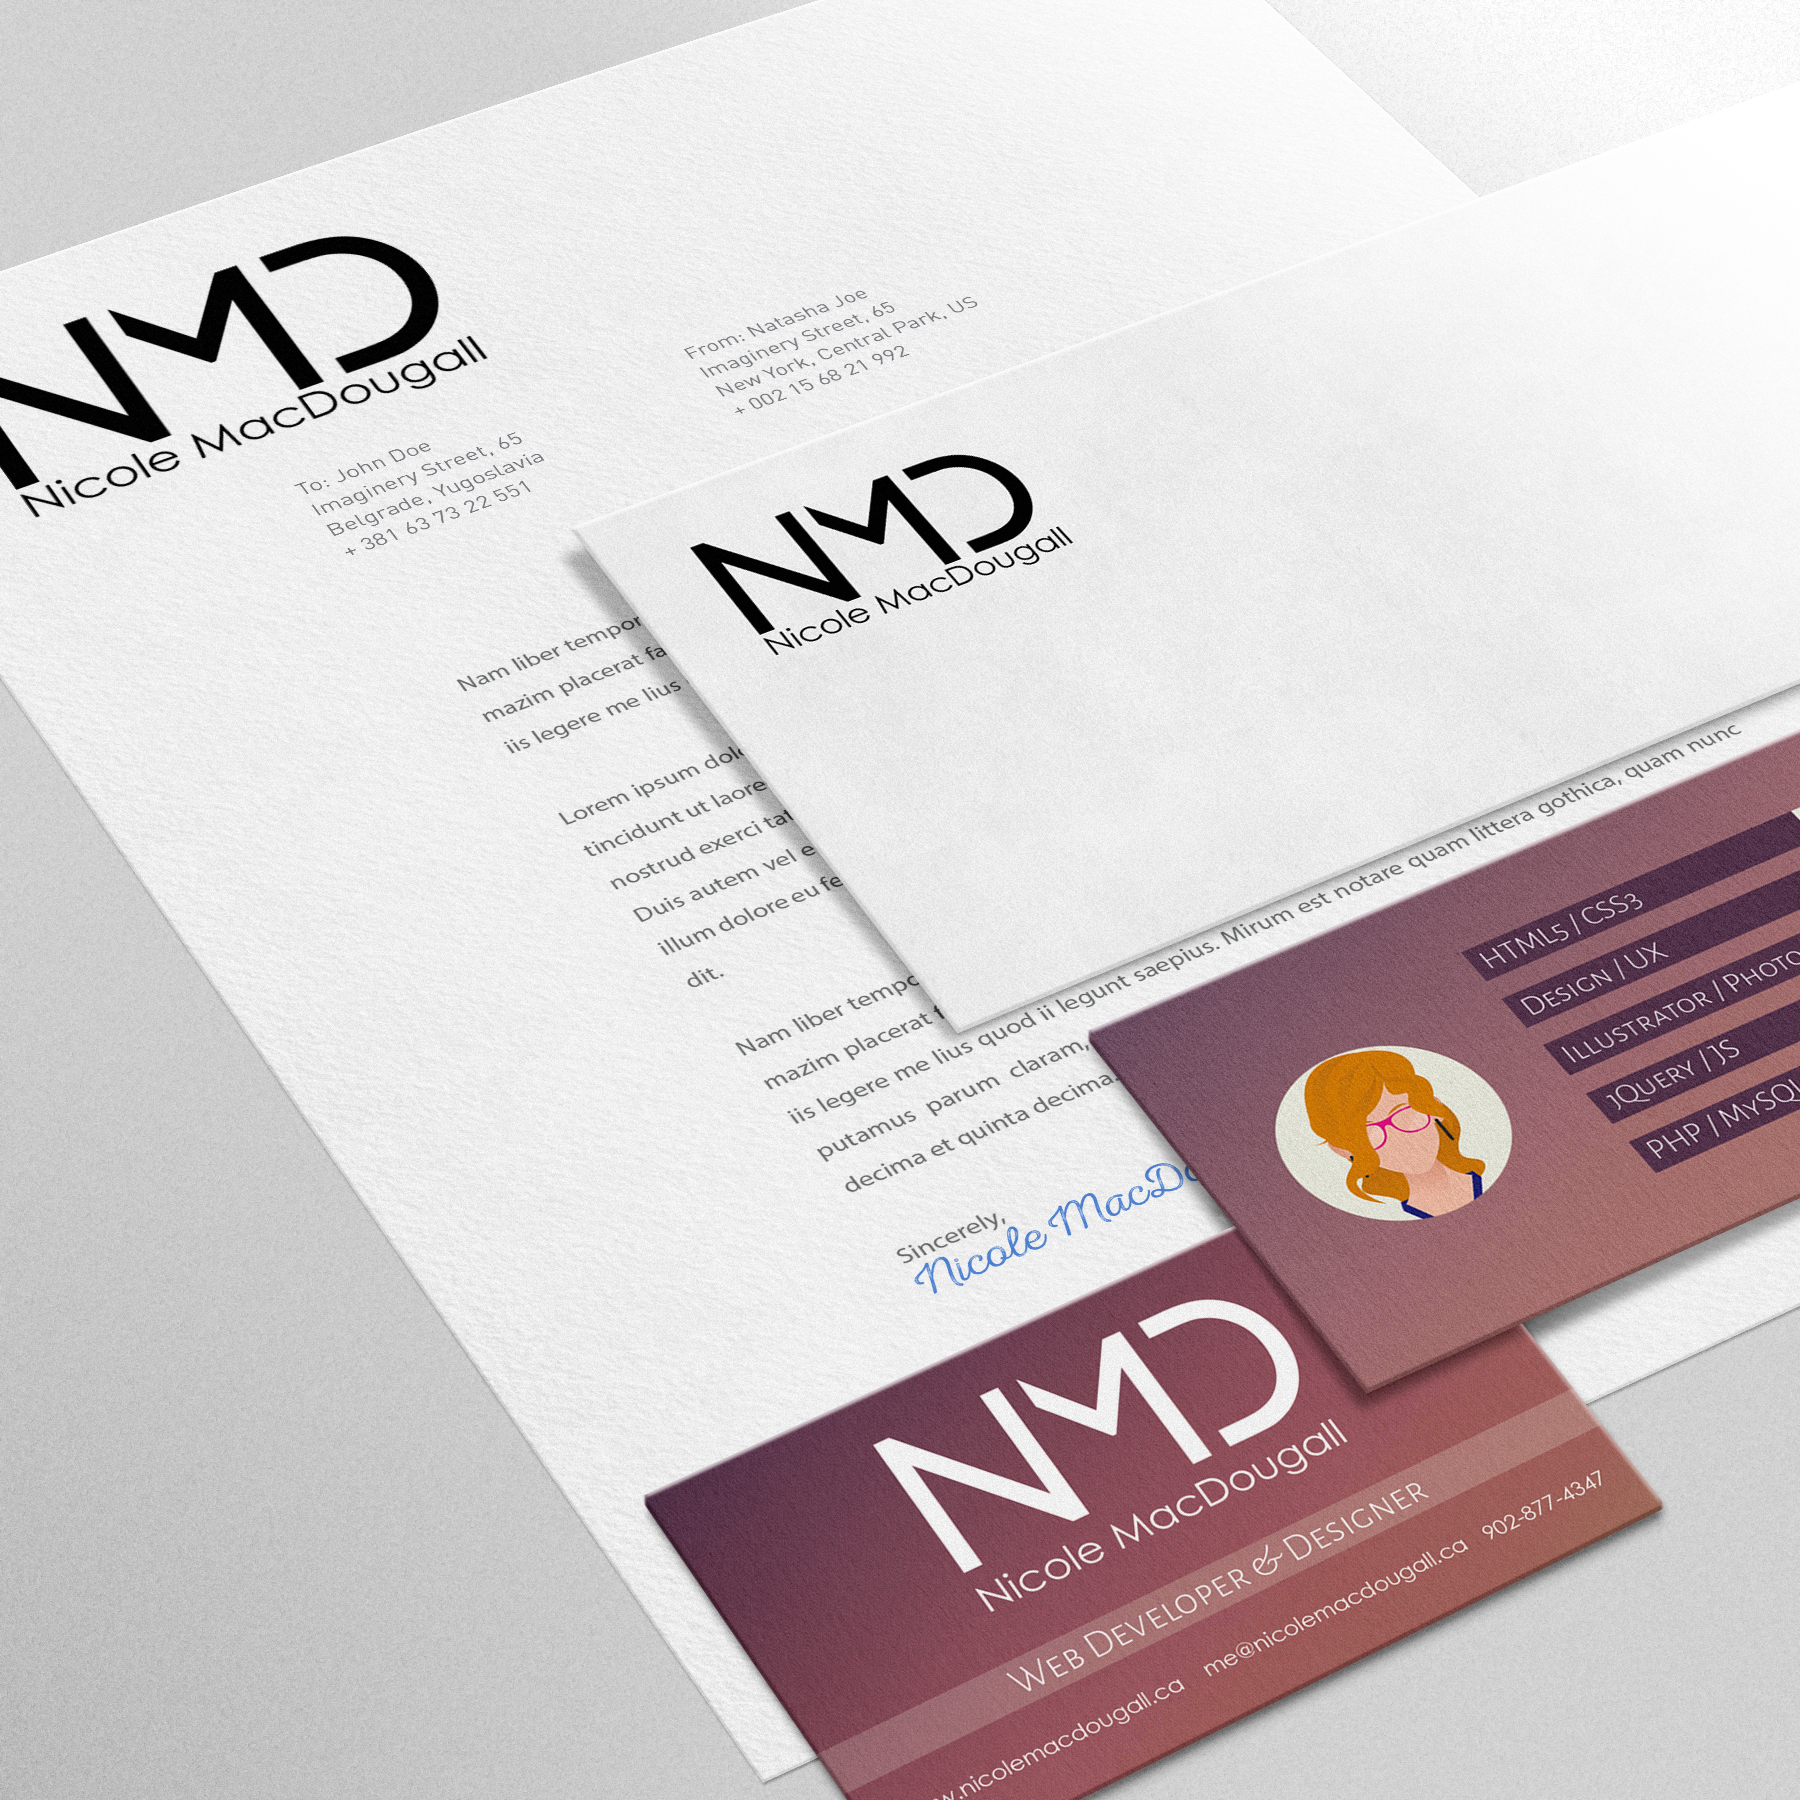 NMD
Nicole MacDougall
To: John Doe
Imaginery Street, 65
Belgrade, Yugoslavia
+ 381 63 73 22 551
From: Natasha Joe
Imaginery Street, 65
New York, Central Park, US
+ 002 15 68 21 992
Nam liber tempor
mazim placerat fa
iis legere me lius
Lorem ipsum dolo
tincidunt ut laore
nostrud exerci tat
Duis autem vel e
illum dolore eu fe
dit.
Nam liber tempo
mazim placerat f
iis legere me lius quod ii legunt saepius. Mirum est notare quam littera gothica, quam nunc
putamus parum claram,
decima et quinta decima.
Sincerely,
Nicole MacDo
NMD
Nicole MacDougall
HTML5 / CSS3
Design / UX
Illustrator / Photo
jQuery / JS
PHP / MySQL
NMD
Nicole MacDougall
Web Developer & Designer
w.nicolemacdougall.ca me@nicolemacdougall.ca 902-877-4347